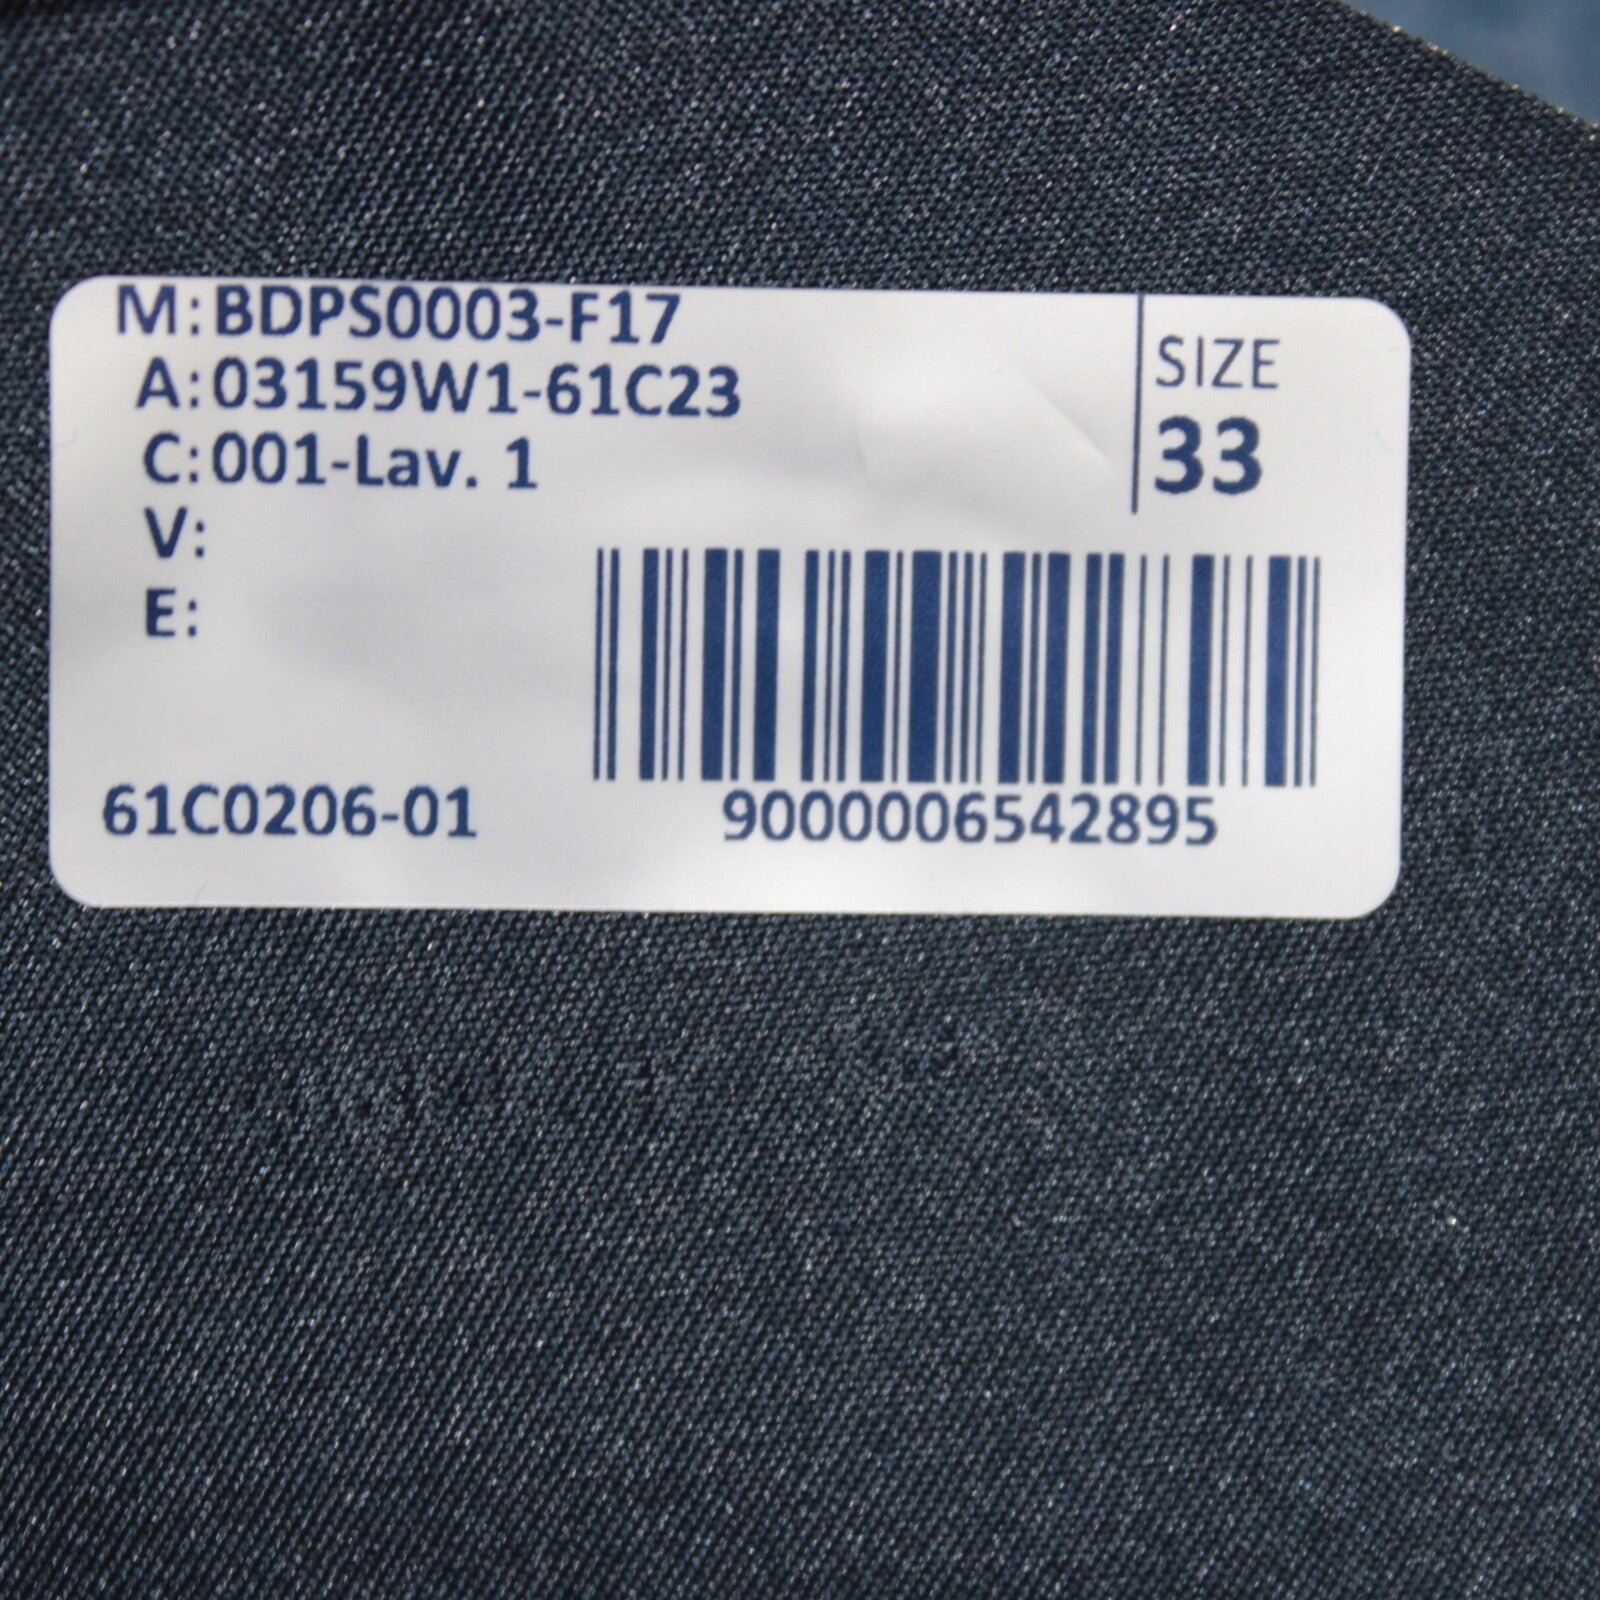 M: BDPS0003-F17
A: 03159W1-61C23
C: 001-Lav. 1
V:
E:
SIZE
33
61C0206-01
9000006542895